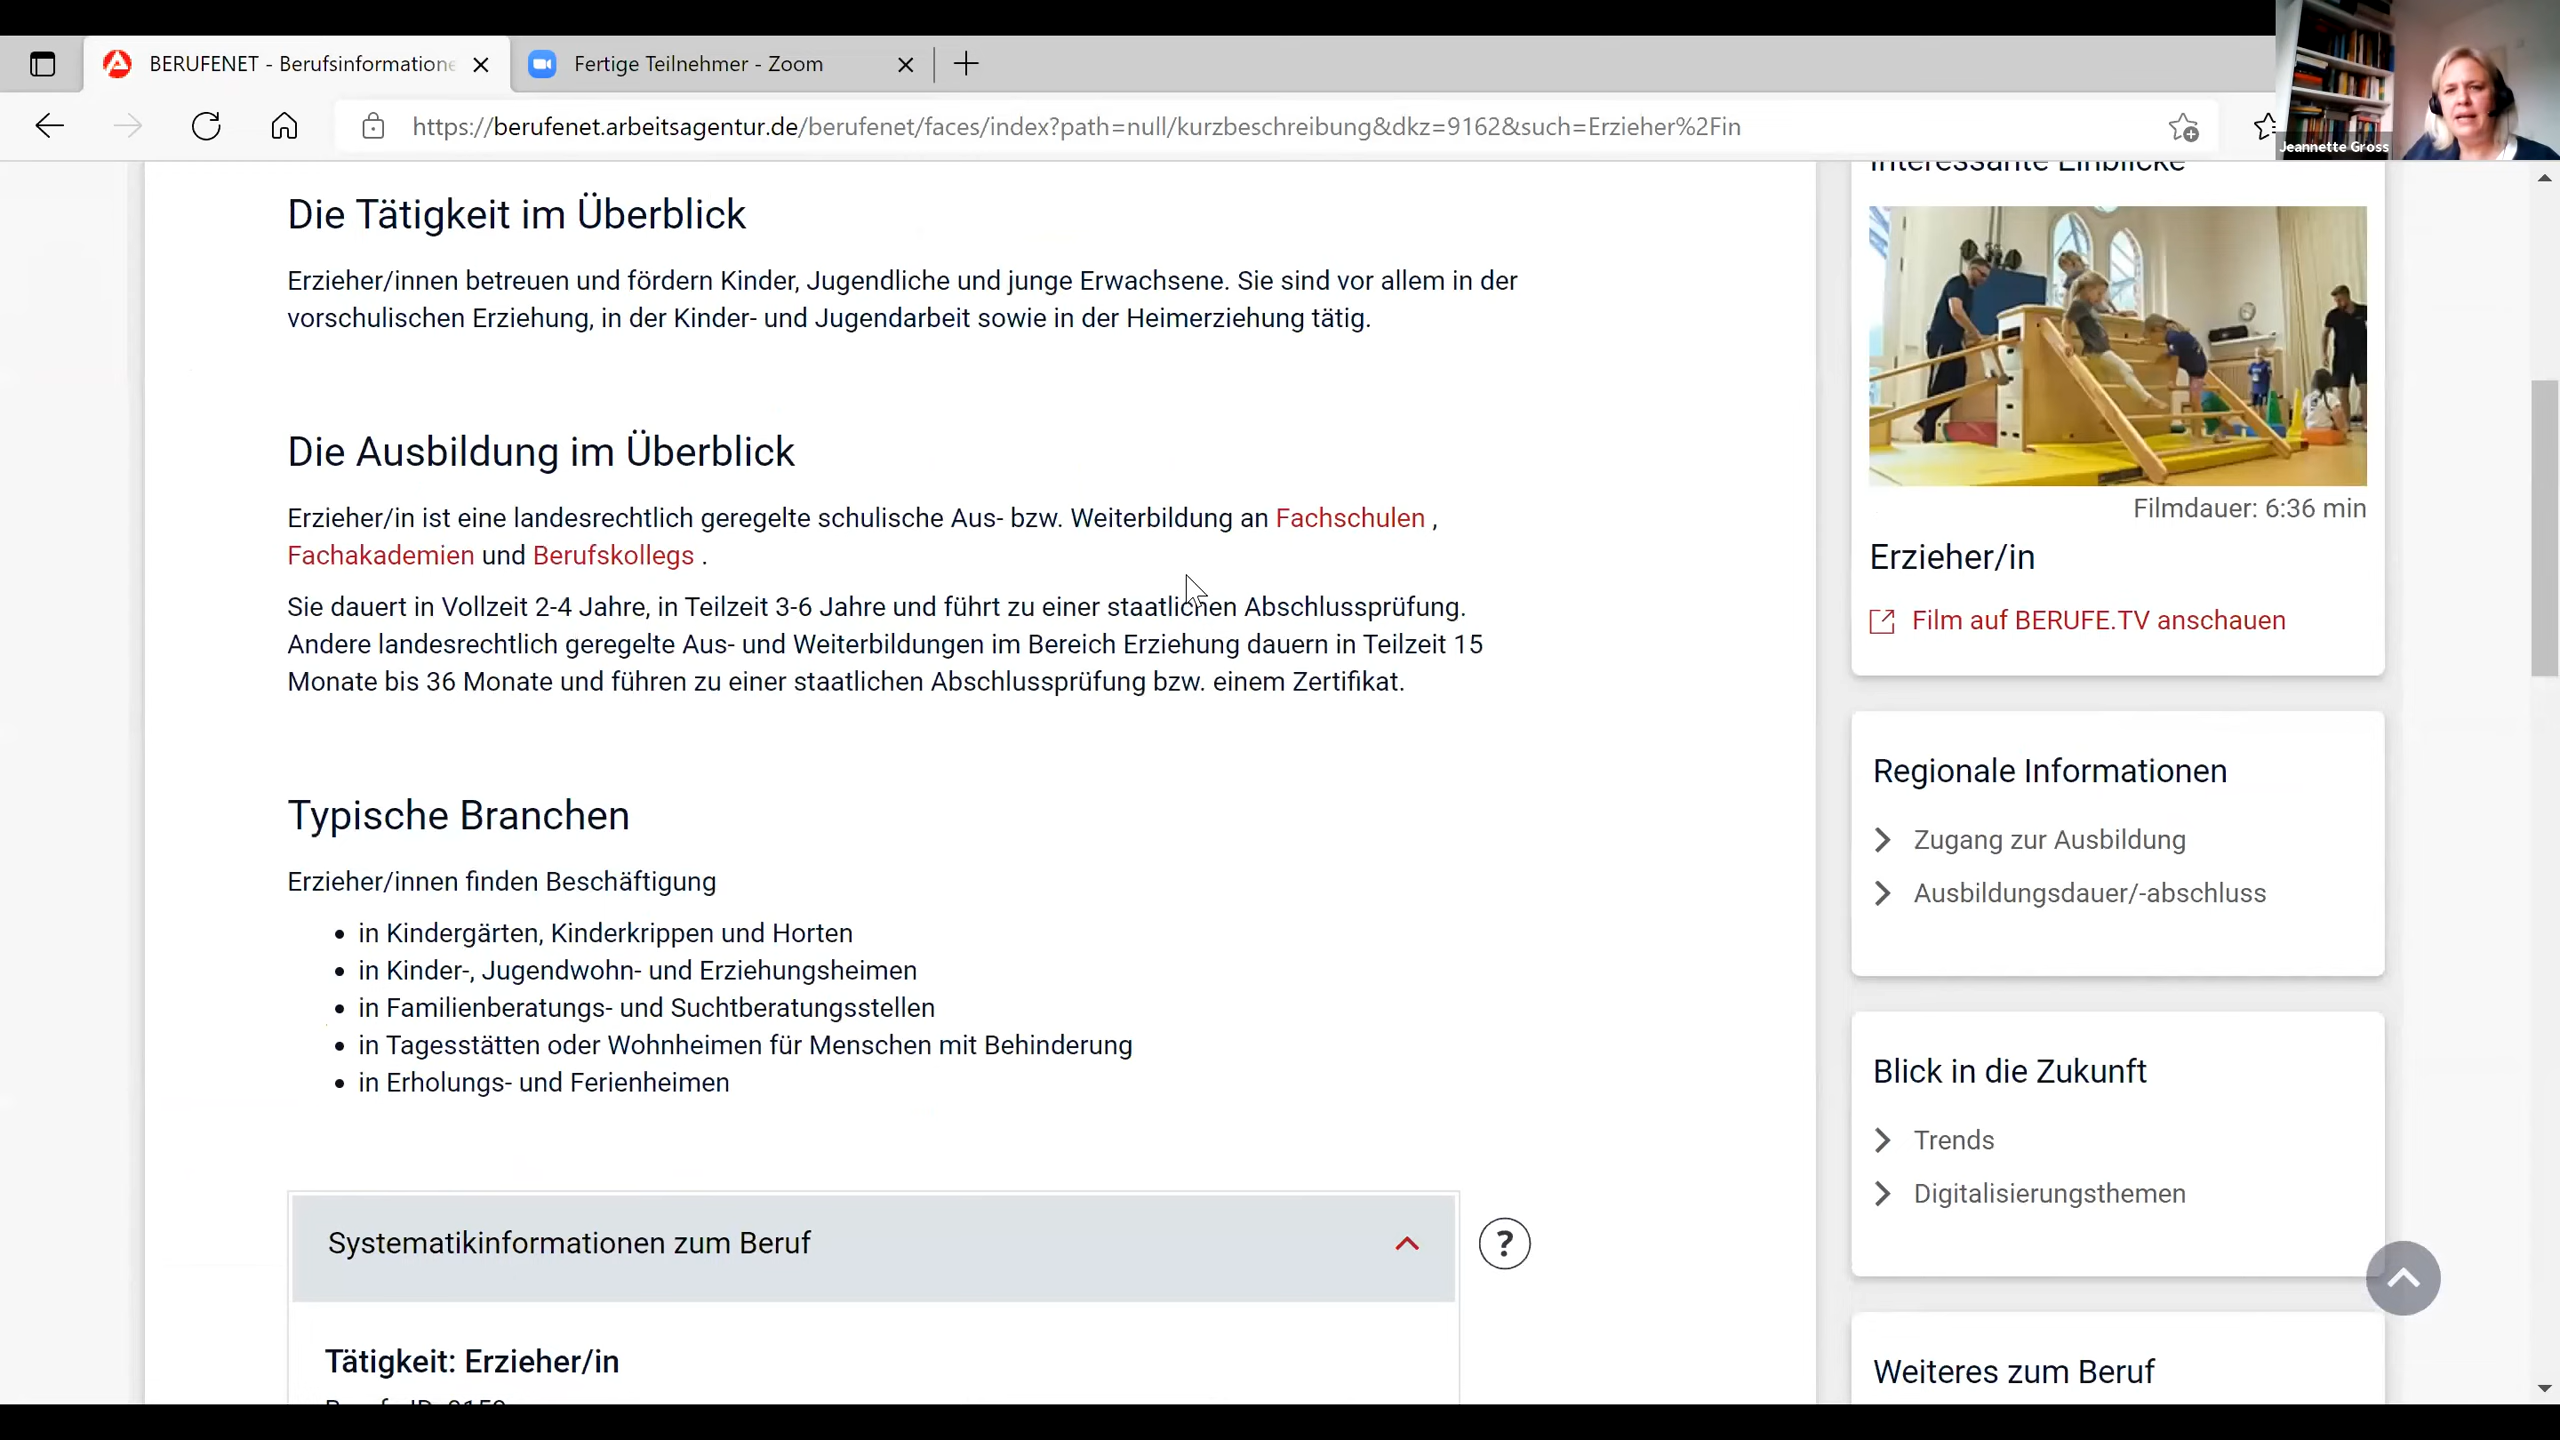 BERUFENET - Berufsinformatione
Fertige Teilnehmer - Zoom
https://berufenet.arbeitsagentur.de/berufenet/faces/index?path=null/kurzbeschreibung&dkz=9162&such=Erzieher%2Fin
Jeannette Gross
Die Tätigkeit im Überblick
Erzieher/innen betreuen und fördern Kinder, Jugendliche und junge Erwachsene. Sie sind vor allem in der
vorschulischen Erziehung, in der Kinder- und Jugendarbeit sowie in der Heimerziehung tätig.
Die Ausbildung im Überblick
Erzieher/in ist eine landesrechtlich geregelte schulische Aus- bzw. Weiterbildung an Fachschulen ,
Fachakademien und Berufskollegs .
Sie dauert in Vollzeit 2-4 Jahre, in Teilzeit 3-6 Jahre und führt zu einer staatlichen Abschlussprüfung.
Andere landesrechtlich geregelte Aus- und Weiterbildungen im Bereich Erziehung dauern in Teilzeit 15
Monate bis 36 Monate und führen zu einer staatlichen Abschlussprüfung bzw. einem Zertifikat.
Typische Branchen
Erzieher/innen finden Beschäftigung
• in Kindergärten, Kinderkrippen und Horten
• in Kinder-, Jugendwohn- und Erziehungsheimen
• in Familienberatungs- und Suchtberatungsstellen
• in Tagesstätten oder Wohnheimen für Menschen mit Behinderung
• in Erholungs- und Ferienheimen
Systematikinformationen zum Beruf
?
Tätigkeit: Erzieher/in
Interessante Einblicke
Filmdauer: 6:36 min
Erzieher/in
Film auf BERUFE.TV anschauen
Regionale Informationen
Zugang zur Ausbildung
Ausbildungsdauer/-abschluss
Blick in die Zukunft
Trends
Digitalisierungsthemen
Weiteres zum Beruf